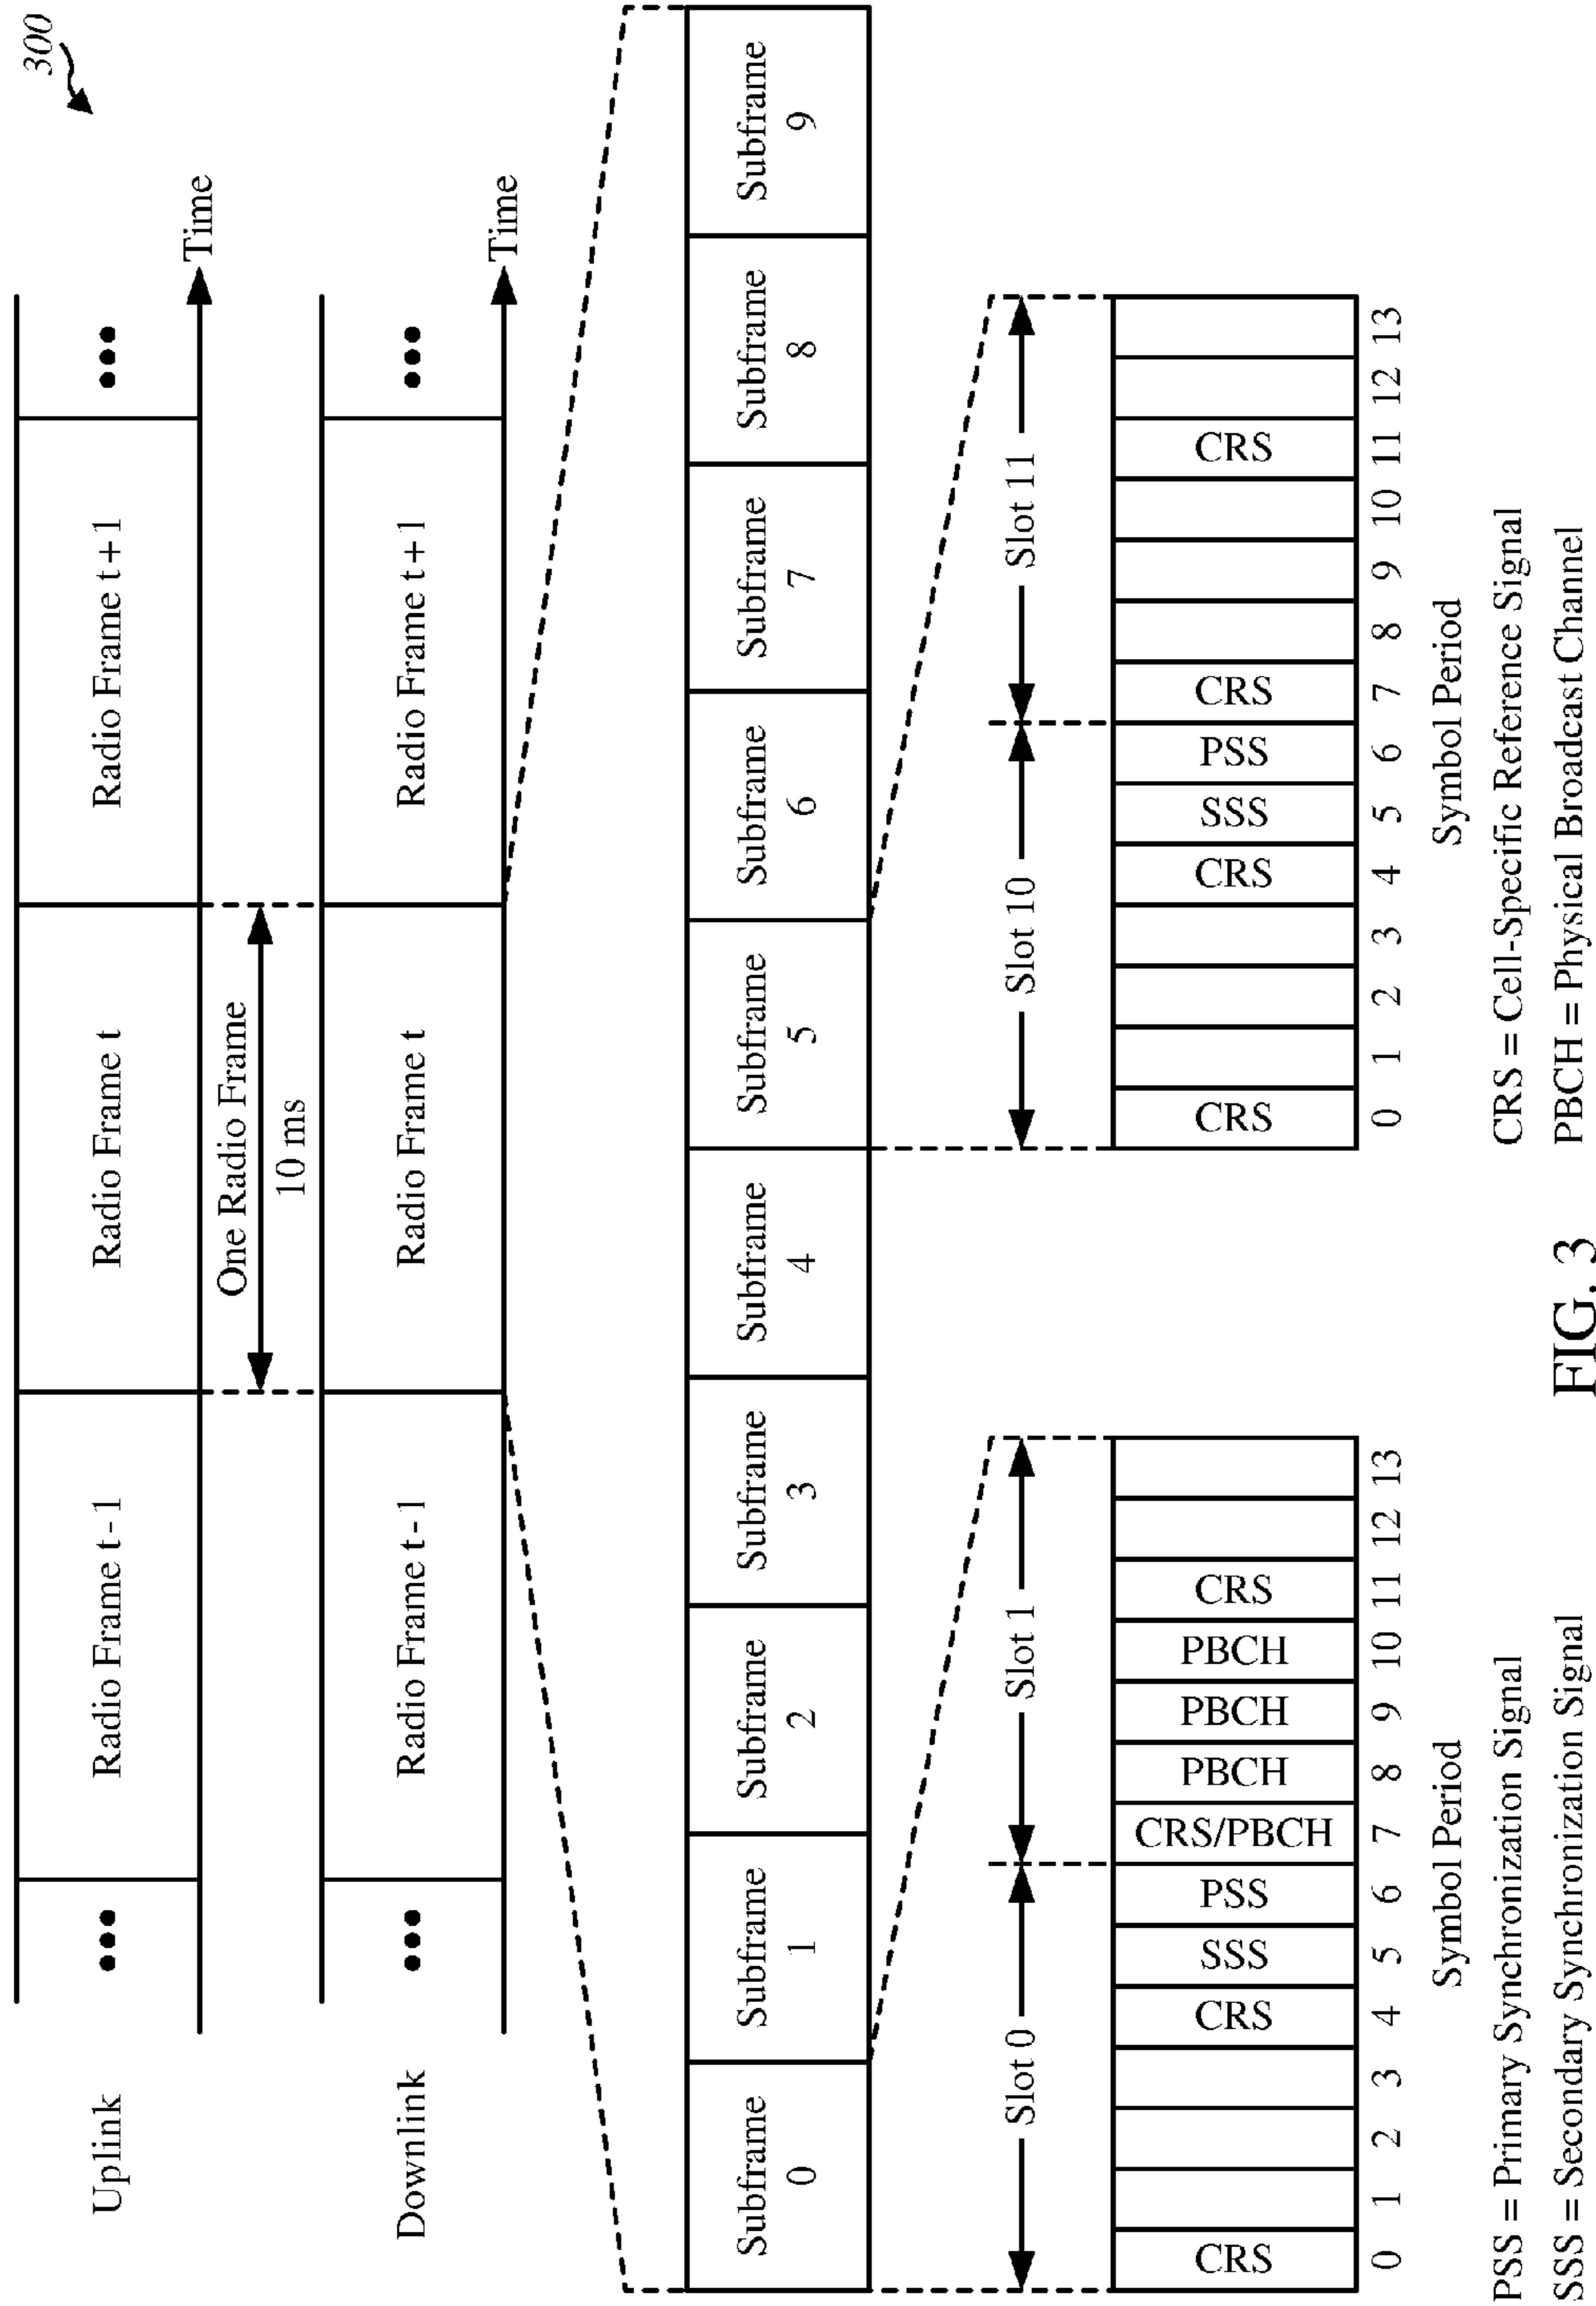 300
Uplink
•••
Radio Frame t-1
Radio Frame t
Radio Frame t+1
•••
Time
One Radio Frame
10 ms
Downlink
•••
Radio Frame t-1
Radio Frame t
Radio Frame t+1
•••
Time
Subframe
0
Subframe
1
Subframe
2
Subframe
3
Subframe
4
Subframe
5
Subframe
6
Subframe
7
Subframe
8
Subframe
9
Slot 0
Slot 1
CRS
CRS
SSS
PSS
CRS/PBCH
PBCH
PBCH
PBCH
CRS
0 1 2 3 4 5 6 7 8 9 10 11 12 13
Symbol Period
Slot 10
Slot 11
CRS
CRS
SSS
PSS
CRS
CRS
0 1 2 3 4 5 6 7 8 9 10 11 12 13
Symbol Period
PSS = Primary Synchronization Signal
SSS = Secondary Synchronization Signal
CRS = Cell-Specific Reference Signal
PBCH = Physical Broadcast Channel
FIG. 3